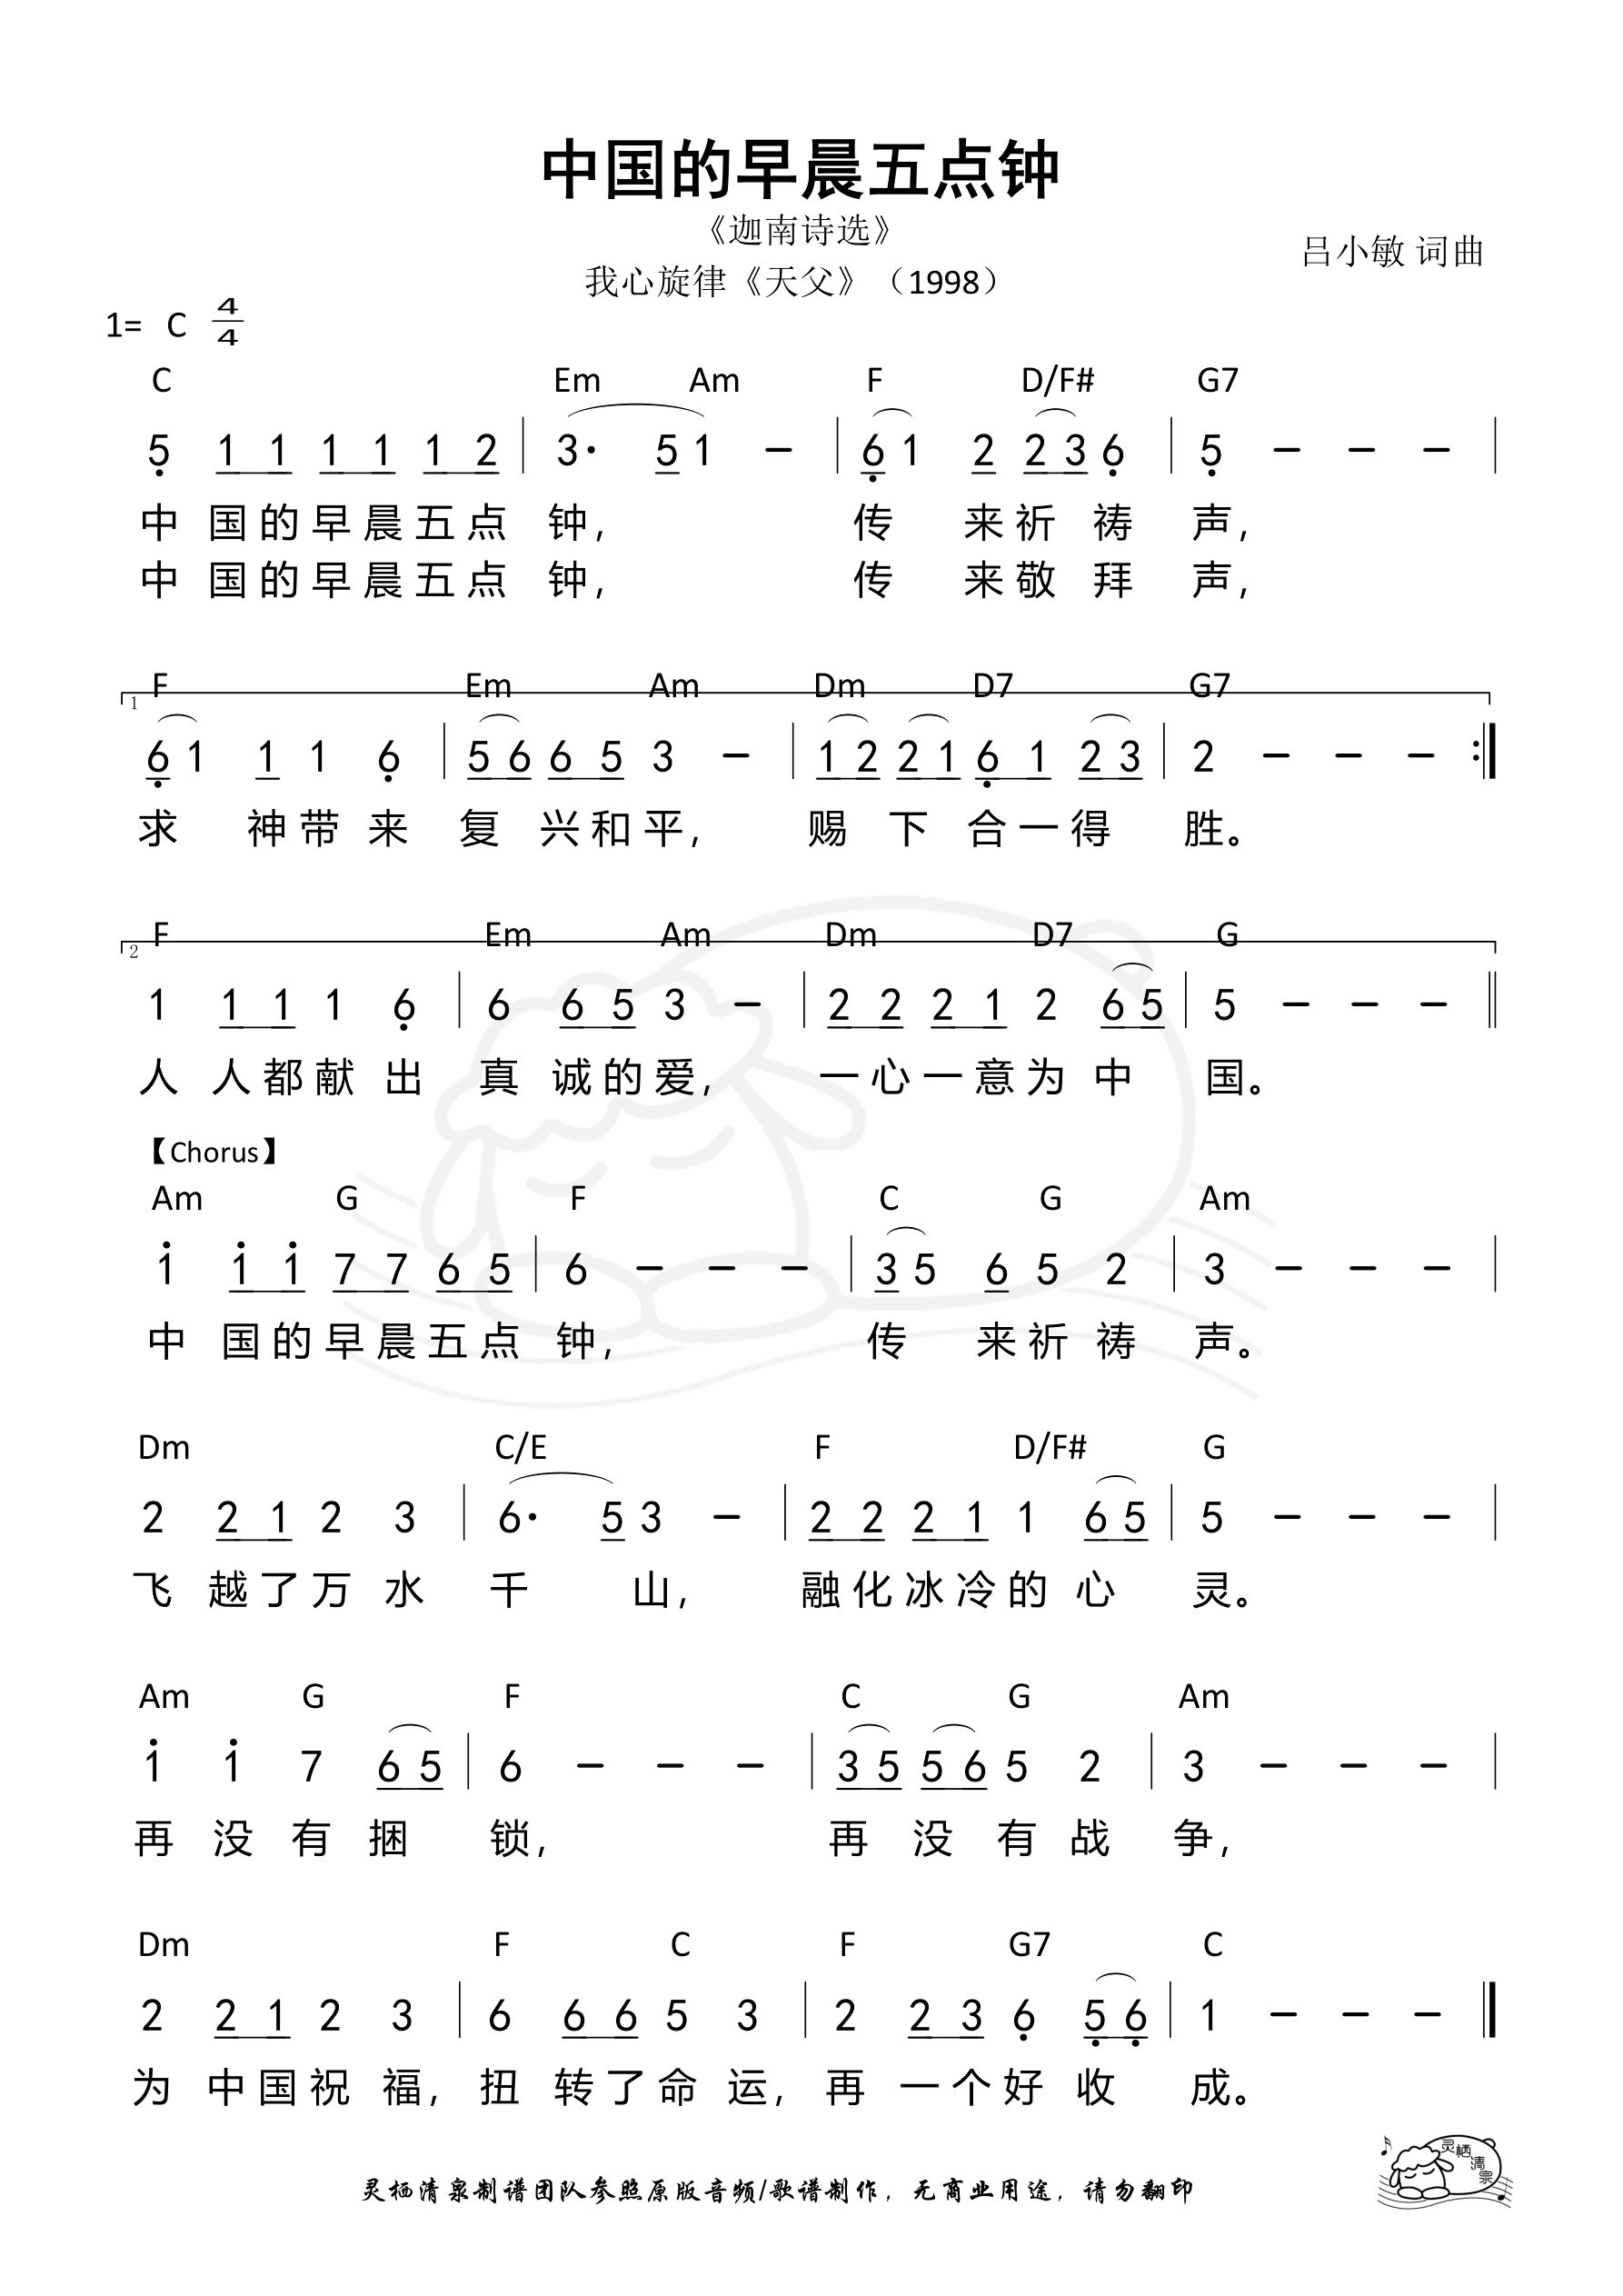 中国的早晨五点钟
《迦南诗选》
吕小敏 词曲
我心旋律《天父》（1998）
1= C 4/4
C Em Am F D/F# G7
5 1 1 1 1 1 2 | 3· 5 1 – | 6 1 2 2 3 6 | 5 – – – |
中国的早晨五点钟， 传来祈祷声，
中国的早晨五点钟， 传来敬拜声，
1 F Em Am Dm D7 G7
6 1 1 1 6 | 5 6 6 5 3 – | 1 2 2 1 6 1 2 3 | 2 – – – :|
求神带来复兴和平， 赐下合一得胜。
2 F Em Am Dm D7 G
1 1 1 1 6 | 6 6 5 3 – | 2 2 2 1 2 6 5 | 5 – – – ||
人人都献出真诚的爱， 一心一意为中国。
【Chorus】
Am G F C G Am
1 1 1 7 7 6 5 | 6 – – – | 3 5 6 5 2 | 3 – – – |
中国的早晨五点钟， 传来祈祷声。
Dm C/E F D/F# G
2 2 1 2 3 | 6· 5 3 – | 2 2 2 1 1 6 5 | 5 – – – |
飞越了万水千山， 融化冰冷的心灵。
Am G F C G Am
1 1 7 6 5 | 6 – – – | 3 5 5 6 5 2 | 3 – – – |
再没有捆锁， 再没有战争，
Dm F C F G7 C
2 2 1 2 3 | 6 6 6 5 3 | 2 2 3 6 5 6 | 1 – – – ||
为中国祝福，扭转了命运，再一个好收成。
灵栖清泉
灵栖清泉制谱团队参照原版音频/歌谱制作，无商业用途，请勿翻印